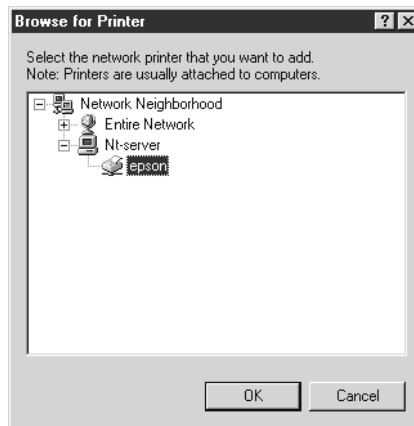 Browse for Printer
Select the network printer that you want to add.
Note: Printers are usually attached to computers.
Network Neighborhood
Entire Network
Nt-server
epson
OK Cancel